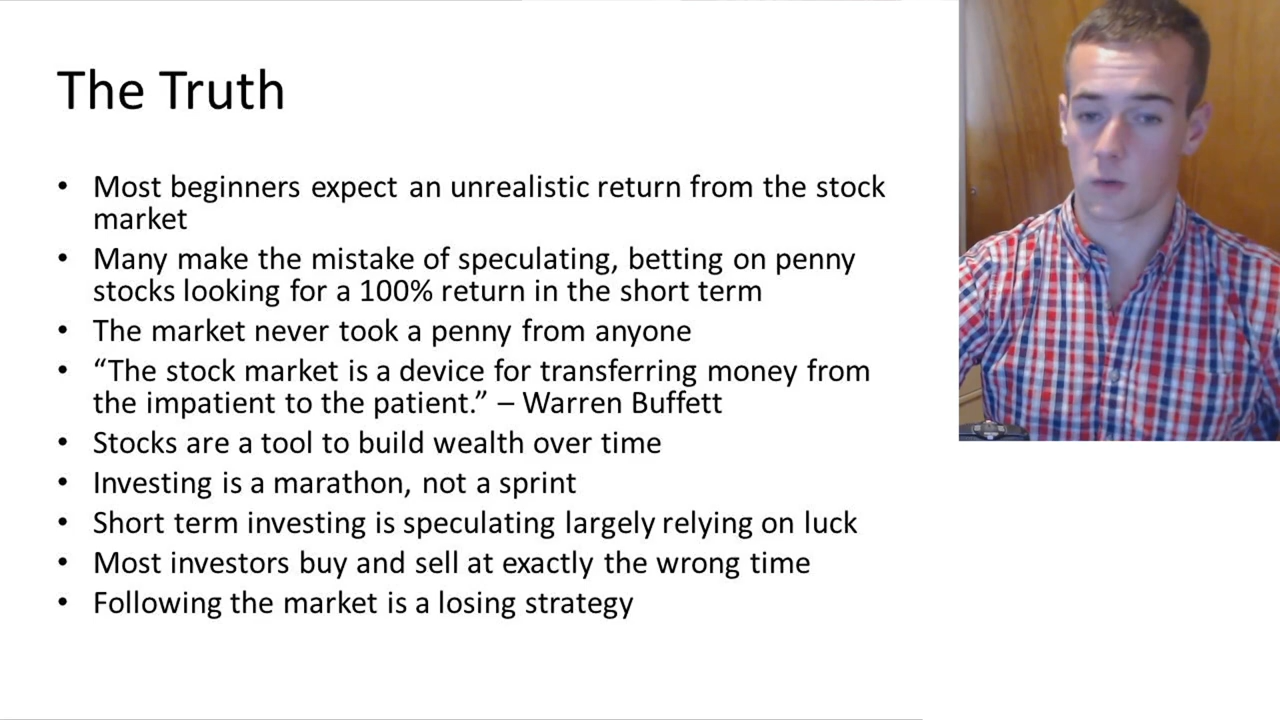 The Truth
• Most beginners expect an unrealistic return from the stock
market
• Many make the mistake of speculating, betting on penny
stocks looking for a 100% return in the short term
• The market never took a penny from anyone
• “The stock market is a device for transferring money from
the impatient to the patient.” – Warren Buffett
• Stocks are a tool to build wealth over time
• Investing is a marathon, not a sprint
• Short term investing is speculating largely relying on luck
• Most investors buy and sell at exactly the wrong time
• Following the market is a losing strategy